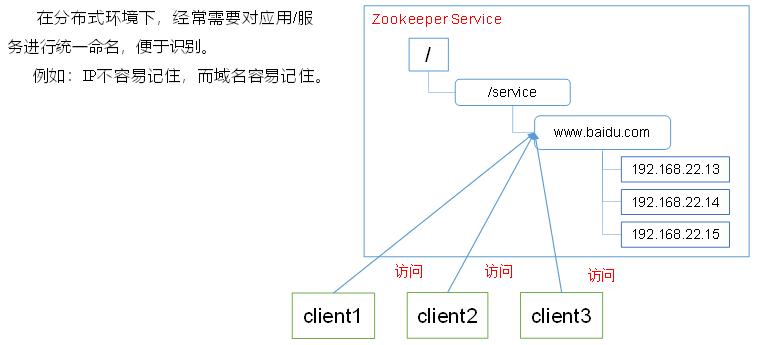 在分布式环境下，经常需要对应用/服
务进行统一命名，便于识别。
例如：IP不容易记住，而域名容易记住。
Zookeeper Service
/
/service
www.baidu.com
192.168.22.13
192.168.22.14
192.168.22.15
访问
访问
访问
client1
client2
client3